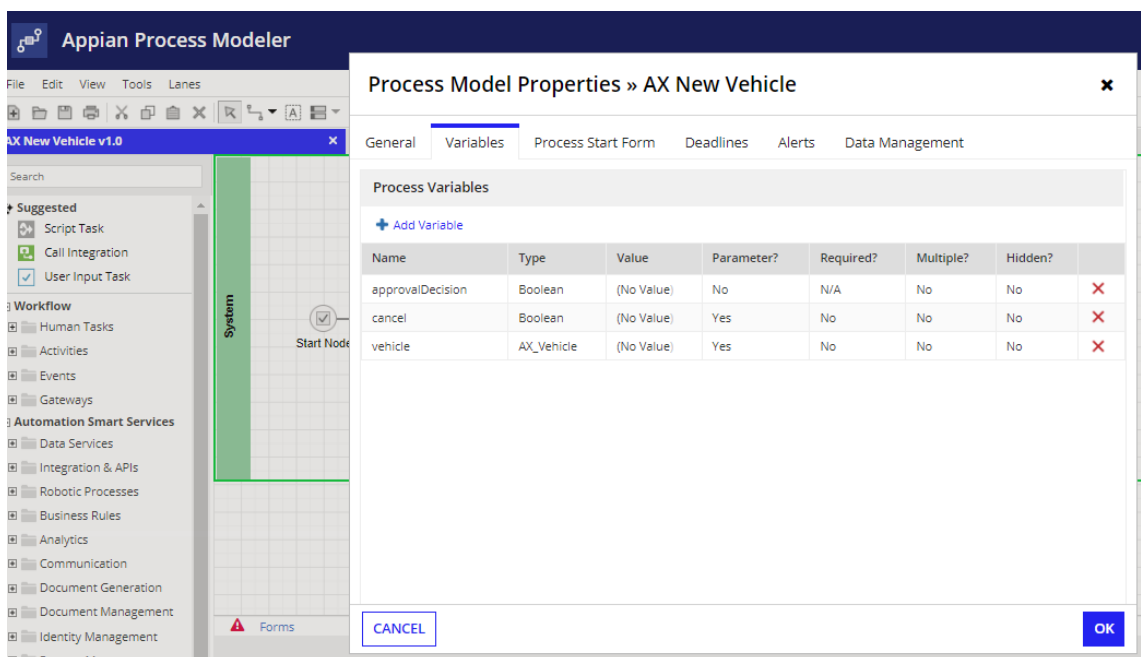 Appian Process Modeler
File Edit View Tools Lanes
AX New Vehicle v1.0
Search
Suggested
Script Task
Call Integration
User Input Task
Workflow
Human Tasks
Activities
Events
Gateways
Automation Smart Services
Data Services
Integration & APIs
Robotic Processes
Business Rules
Analytics
Communication
Document Generation
Document Management
Identity Management
System
Start Node
Forms
Process Model Properties » AX New Vehicle
General Variables Process Start Form Deadlines Alerts Data Management
Process Variables
Add Variable
Name Type Value Parameter? Required? Multiple? Hidden?
approvalDecision Boolean (No Value) No N/A No No
cancel Boolean (No Value) Yes No No No
vehicle AX_Vehicle (No Value) Yes No No No
CANCEL OK